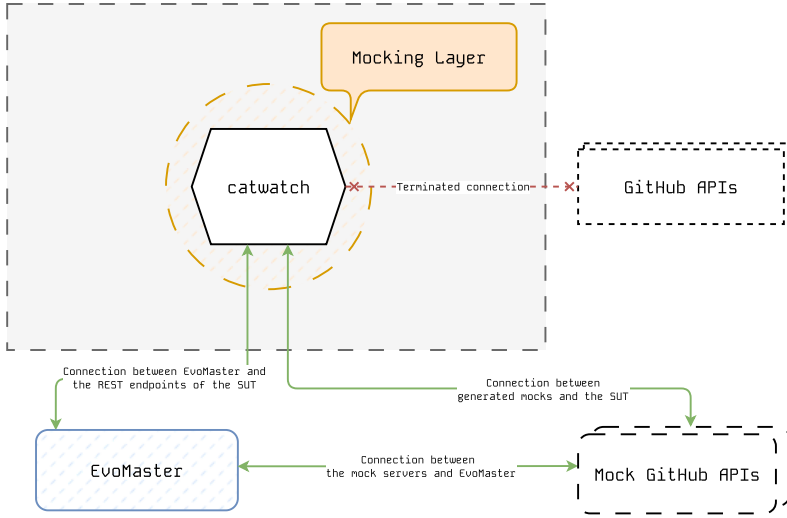 Mocking Layer
catwatch
Terminated connection
GitHub APIs
Connection between EvoMaster and
the REST endpoints of the SUT
Connection between
generated mocks and the SUT
EvoMaster
Connection between
the mock servers and EvoMaster
Mock GitHub APIs